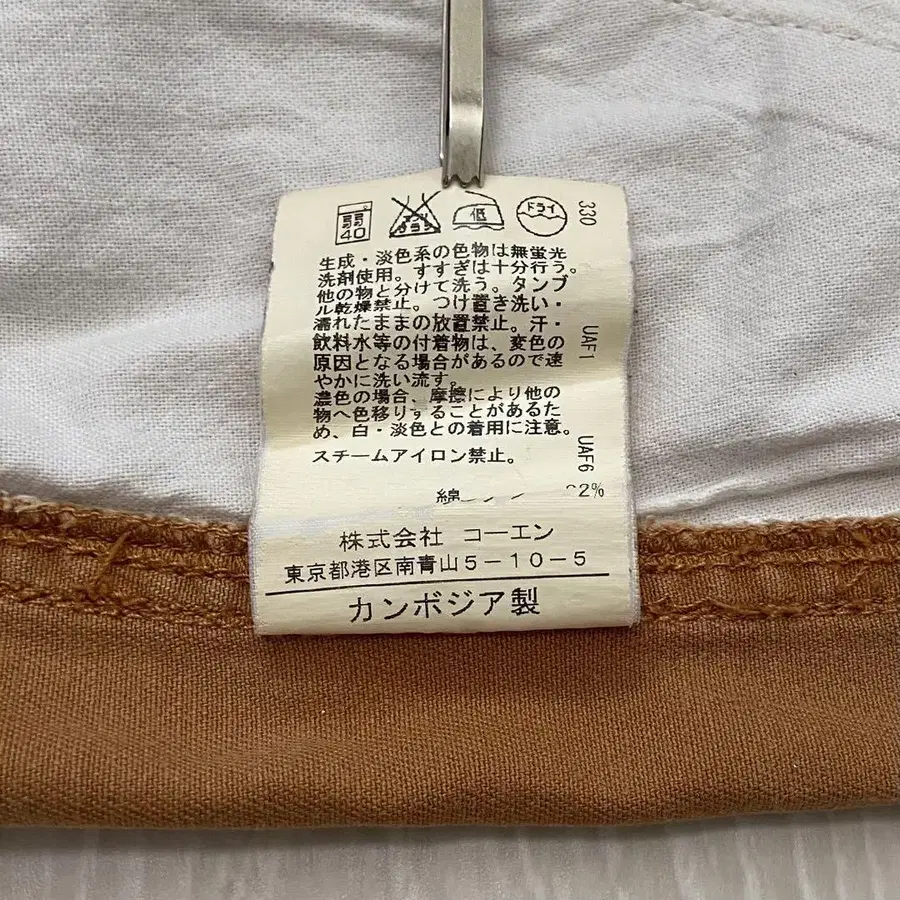 弱 40
エンソ サラシ
低
ドライ
330
生成・淡色系の色物は無蛍光
洗剤使用。すすぎは十分行う。
他の物と分けて洗う。タンブ
ル乾燥禁止。つけ置き洗い・
濡れたままの放置禁止。汗・
飲料水等の付着物は、変色の
原因となる場合があるので速
やかに洗い流す。
濃色の場合、摩擦により他の
物へ色移りすることがあるた
め、白・淡色との着用に注意。
スチームアイロン禁止。
UAF1
UAF6
綿 2%
株式会社 コーエン
東京都港区南青山5-10-5
カンボジア製